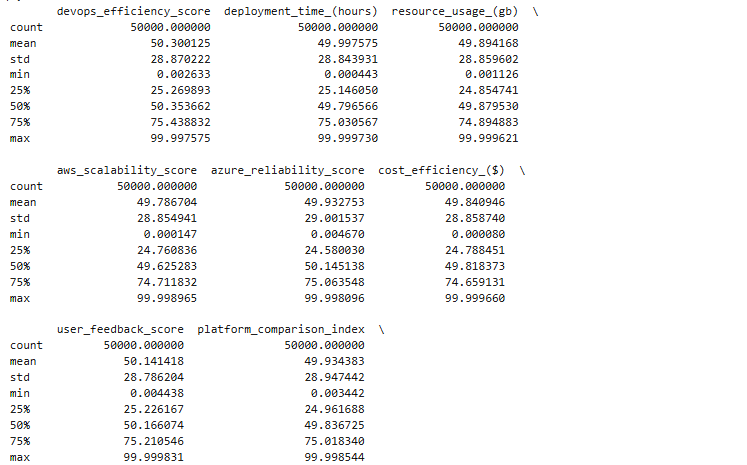 devops_efficiency_score deployment_time_(hours) resource_usage_(gb) \
count 50000.000000 50000.000000 50000.000000
mean 50.300125 49.997575 49.894168
std 28.870222 28.843931 28.859602
min 0.002633 0.000443 0.001126
25% 25.269893 25.146050 24.854741
50% 50.353662 49.796566 49.879530
75% 75.438832 75.030567 74.894883
max 99.997575 99.999730 99.999621
aws_scalability_score azure_reliability_score cost_efficiency_($) \
count 50000.000000 50000.000000 50000.000000
mean 49.786704 49.932753 49.840946
std 28.854941 29.001537 28.858740
min 0.000147 0.004670 0.000080
25% 24.760836 24.580030 24.788451
50% 49.625283 50.145138 49.818373
75% 74.711832 75.063548 74.659131
max 99.998965 99.998096 99.999660
user_feedback_score platform_comparison_index \
count 50000.000000 50000.000000
mean 50.141418 49.934383
std 28.786204 28.947442
min 0.004438 0.003442
25% 25.226167 24.961688
50% 50.166074 49.836725
75% 75.210546 75.018340
max 99.999831 99.998544